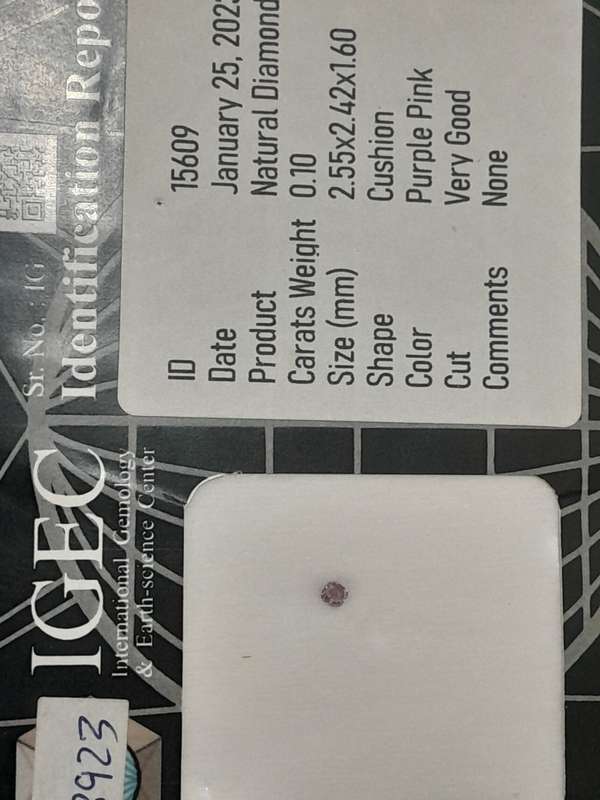 IGEC
International Gemology
& Earth-science Center
Sr. No. : IG
Identification Repo
ID 15609
Date January 25, 202
Product Natural Diamond
Carats Weight 0.10
Size (mm) 2.55x2.42x1.60
Shape Cushion
Color Purple Pink
Cut Very Good
Comments None
8923